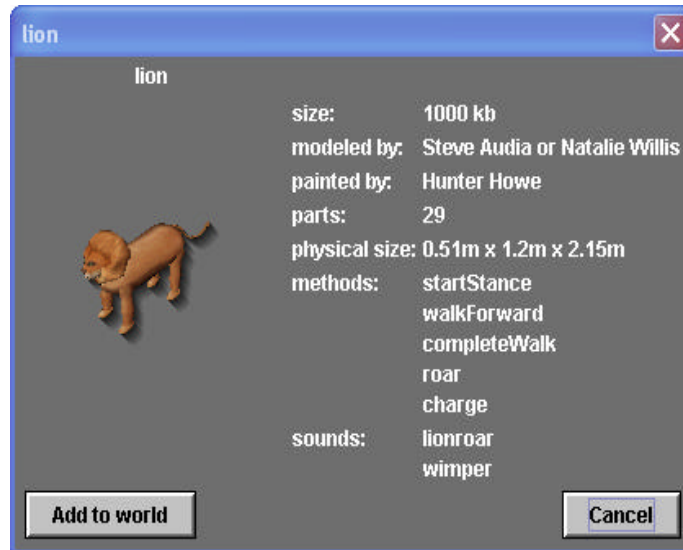 lion
lion
size: 1000 kb
modeled by: Steve Audia or Natalie Willis
painted by: Hunter Howe
parts: 29
physical size: 0.51m x 1.2m x 2.15m
methods: startStance
walkForward
completeWalk
roar
charge
sounds: lionroar
wimper
Add to world Cancel